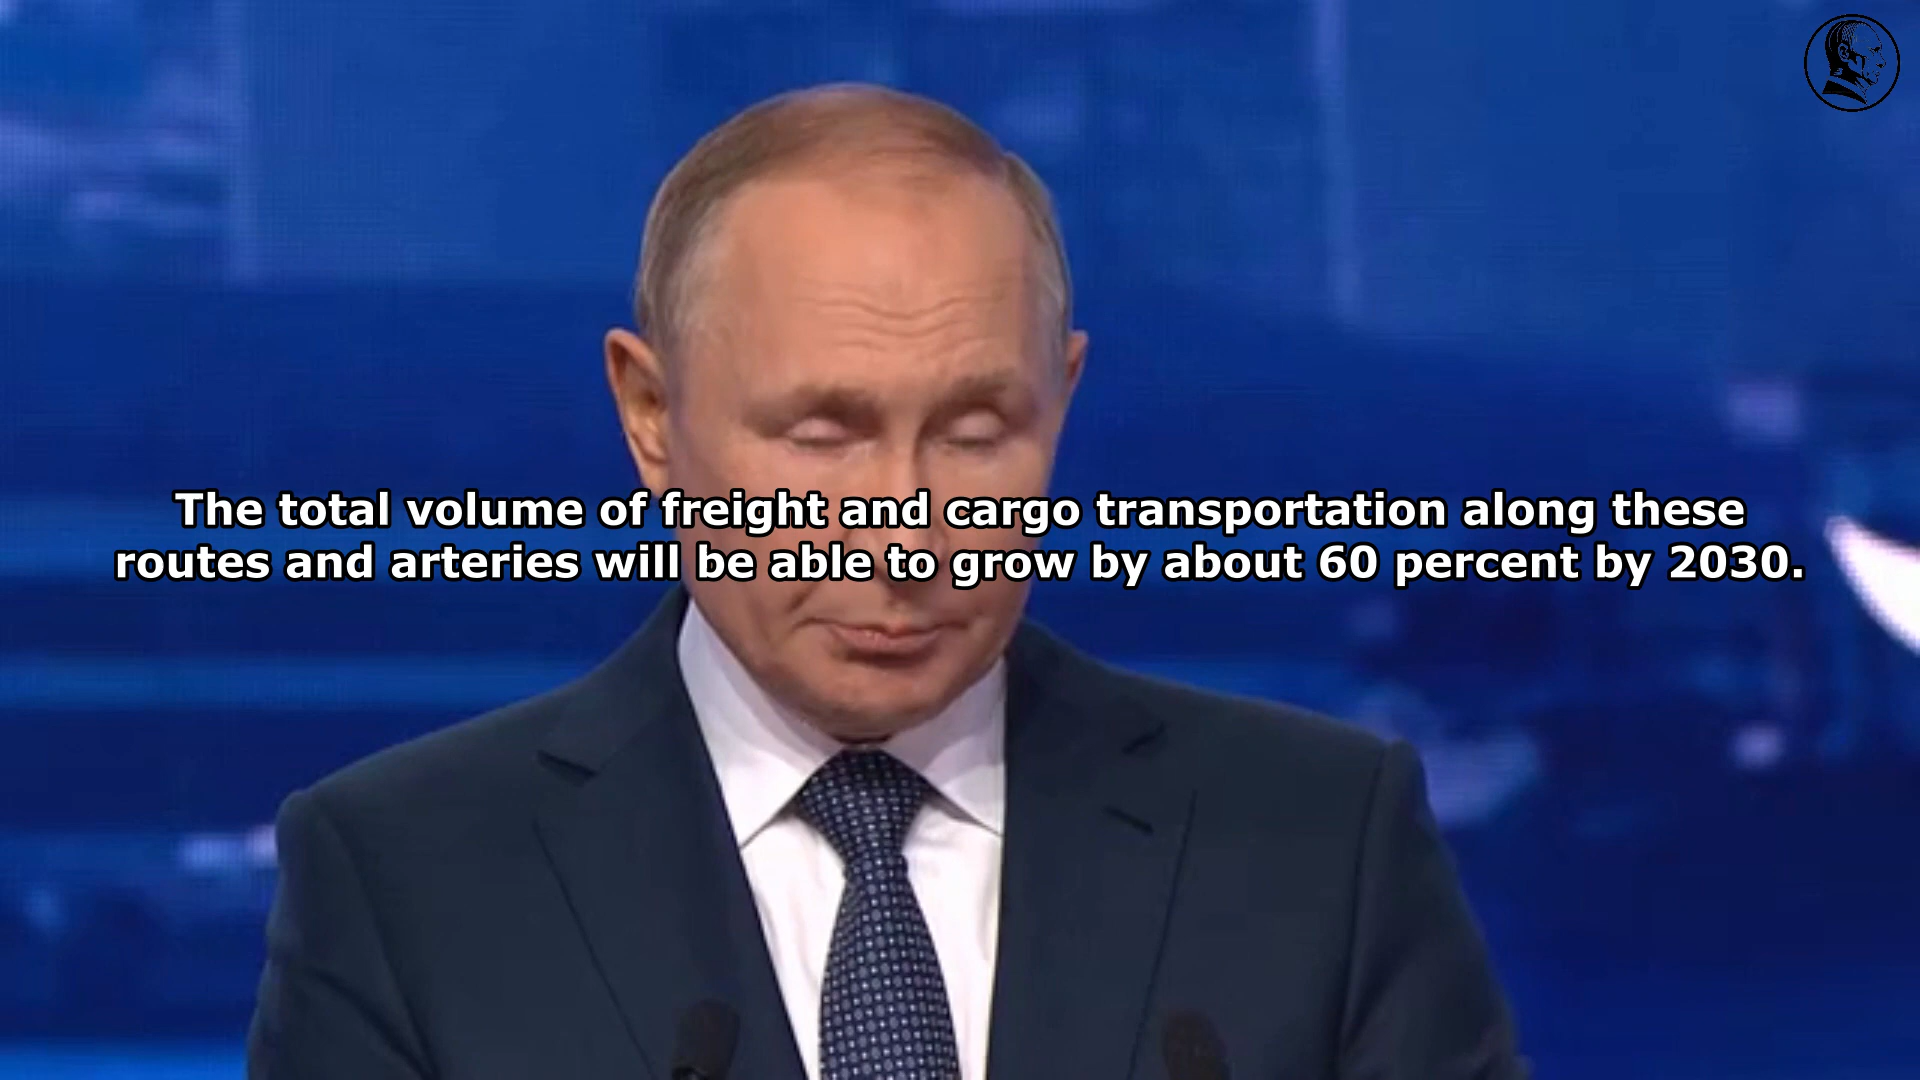 The total volume of freight and cargo transportation along these
routes and arteries will be able to grow by about 60 percent by 2030.